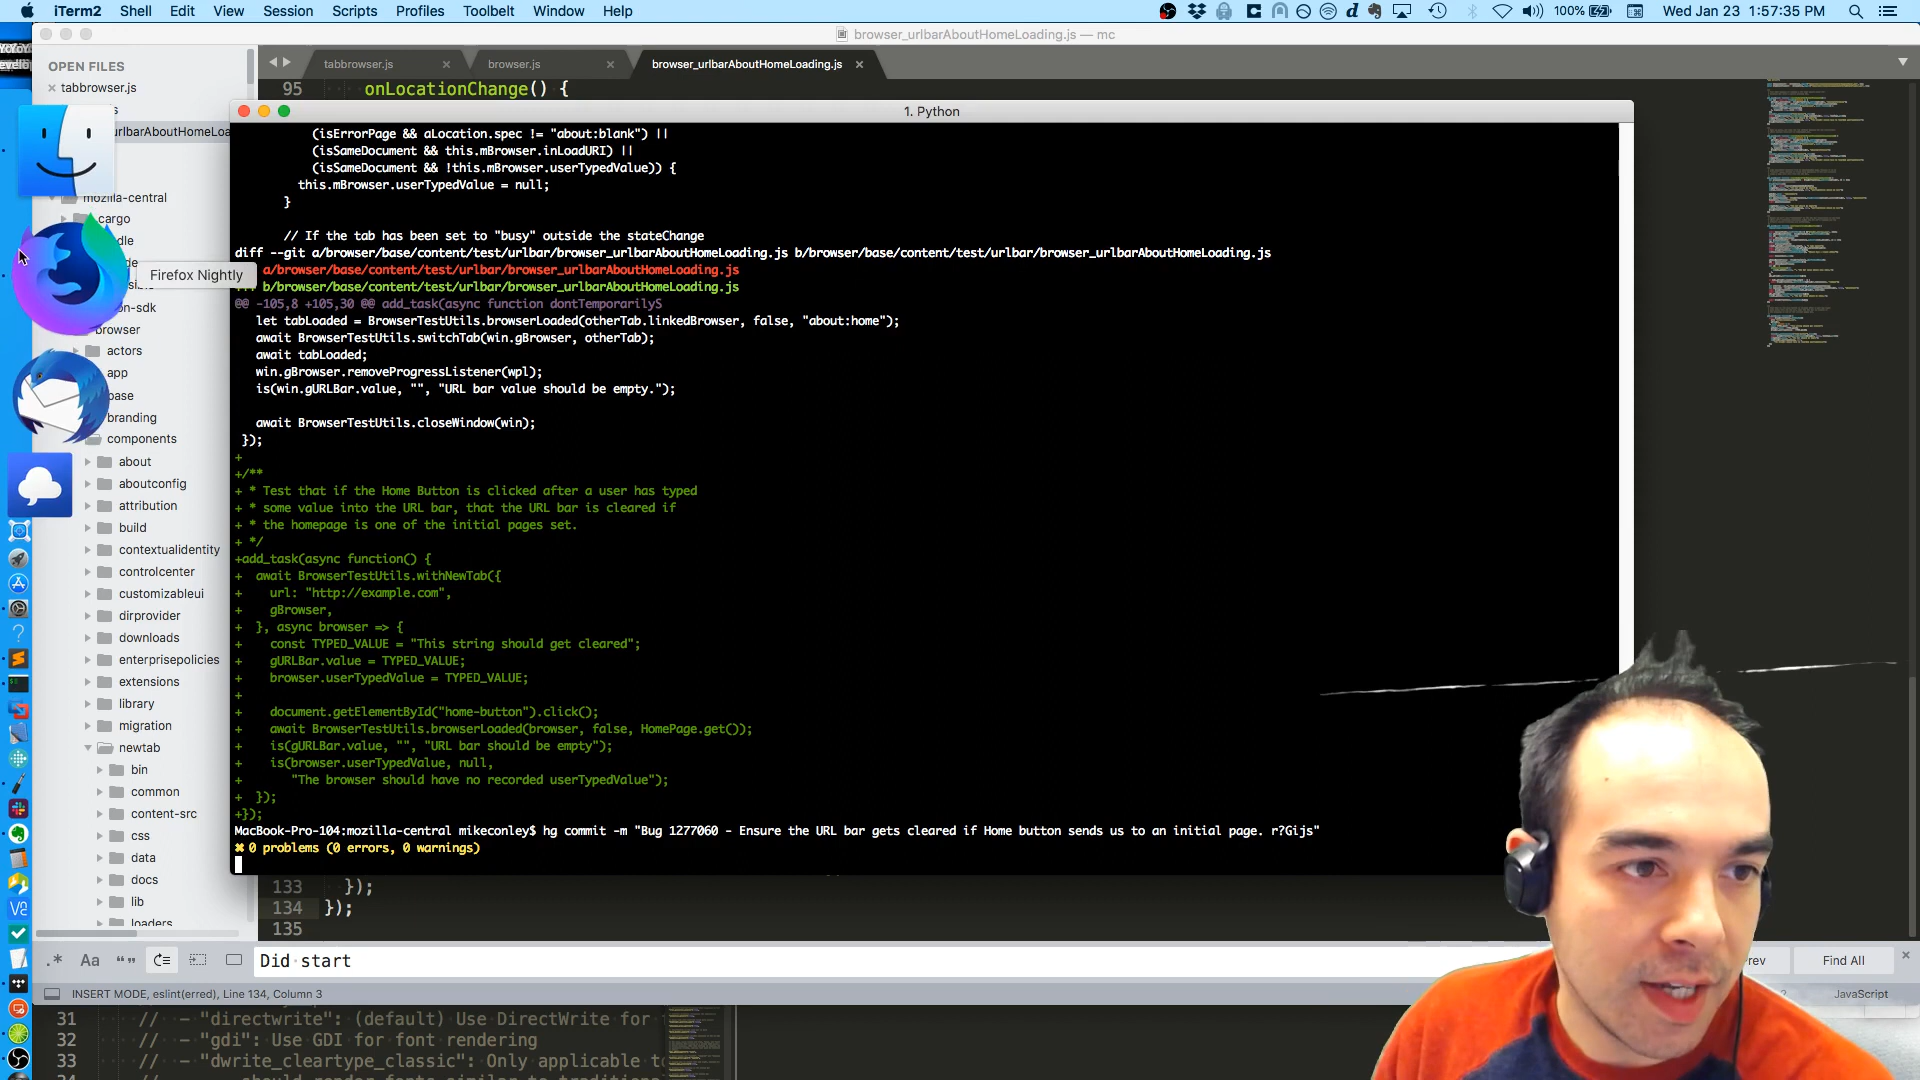 iTerm2 Shell Edit View Session Scripts Profiles Toolbelt Window Help
100% Wed Jan 23 1:57:35 PM
browser_urlbarAboutHomeLoading.js — mc
OPEN FILES
tabbrowser.js
urlbarAboutHomeLoa
mozilla-central
cargo
browser
actors
app
base
branding
components
about
aboutconfig
attribution
build
contextualidentity
controlcenter
customizableui
dirprovider
downloads
enterprisepolicies
extensions
library
migration
newtab
bin
common
content-src
css
data
docs
lib
loaders
Firefox Nightly
tabbrowser.js × browser.js × browser_urlbarAboutHomeLoading.js ×
95 onLocationChange() {
1. Python
(isErrorPage && aLocation.spec != "about:blank") ||
(isSameDocument && this.mBrowser.inLoadURI) ||
(isSameDocument && !this.mBrowser.userTypedValue)) {
this.mBrowser.userTypedValue = null;
}
// If the tab has been set to "busy" outside the stateChange
diff --git a/browser/base/content/test/urlbar/browser_urlbarAboutHomeLoading.js b/browser/base/content/test/urlbar/browser_urlbarAboutHomeLoading.js
a/browser/base/content/test/urlbar/browser_urlbarAboutHomeLoading.js
b/browser/base/content/test/urlbar/browser_urlbarAboutHomeLoading.js
@@ -105,8 +105,30 @@ add_task(async function dontTemporarilyS
let tabLoaded = BrowserTestUtils.browserLoaded(otherTab.linkedBrowser, false, "about:home");
await BrowserTestUtils.switchTab(win.gBrowser, otherTab);
await tabLoaded;
win.gBrowser.removeProgressListener(wpl);
is(win.gURLBar.value, "", "URL bar value should be empty.");
await BrowserTestUtils.closeWindow(win);
});
+
+/**
+ * Test that if the Home Button is clicked after a user has typed
+ * some value into the URL bar, that the URL bar is cleared if
+ * the homepage is one of the initial pages set.
+ */
+add_task(async function() {
+ await BrowserTestUtils.withNewTab({
+ url: "http://example.com",
+ gBrowser,
+ }, async browser => {
+ const TYPED_VALUE = "This string should get cleared";
+ gURLBar.value = TYPED_VALUE;
+ browser.userTypedValue = TYPED_VALUE;
+
+ document.getElementById("home-button").click();
+ await BrowserTestUtils.browserLoaded(browser, false, HomePage.get());
+ is(gURLBar.value, "", "URL bar should be empty");
+ is(browser.userTypedValue, null,
+ "The browser should have no recorded userTypedValue");
+ });
+});
MacBook-Pro-104:mozilla-central mikeconley$ hg commit -m "Bug 1277060 - Ensure the URL bar gets cleared if Home button sends us to an initial page. r?Gijs"
✖ 0 problems (0 errors, 0 warnings)
133 });
134 });
135
.* Aa “” Did start Find All
INSERT MODE, eslint(erred), Line 134, Column 3 JavaScript
31 // - "directwrite": (default) Use DirectWrite for
32 // - "gdi": Use GDI for font rendering
33 // - "dwrite_cleartype_classic": Only applicable to